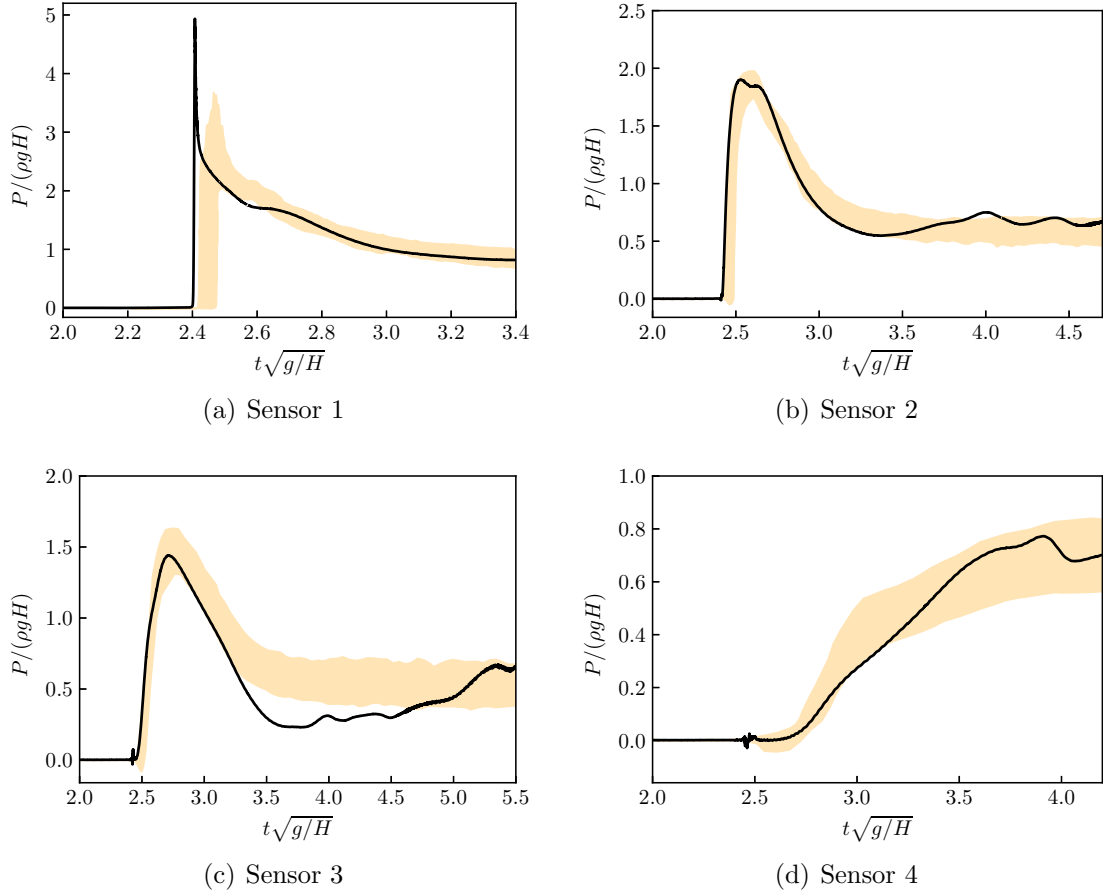 5
4
3
2
1
0
P/(ρgH)
2.0 2.2 2.4 2.6 2.8 3.0 3.2 3.4
t√g/H
(a) Sensor 1
2.5
2.0
1.5
1.0
0.5
0.0
P/(ρgH)
2.0 2.5 3.0 3.5 4.0 4.5
t√g/H
(b) Sensor 2
2.0
1.5
1.0
0.5
0.0
P/(ρgH)
2.0 2.5 3.0 3.5 4.0 4.5 5.0 5.5
t√g/H
(c) Sensor 3
1.0
0.8
0.6
0.4
0.2
0.0
P/(ρgH)
2.0 2.5 3.0 3.5 4.0
t√g/H
(d) Sensor 4